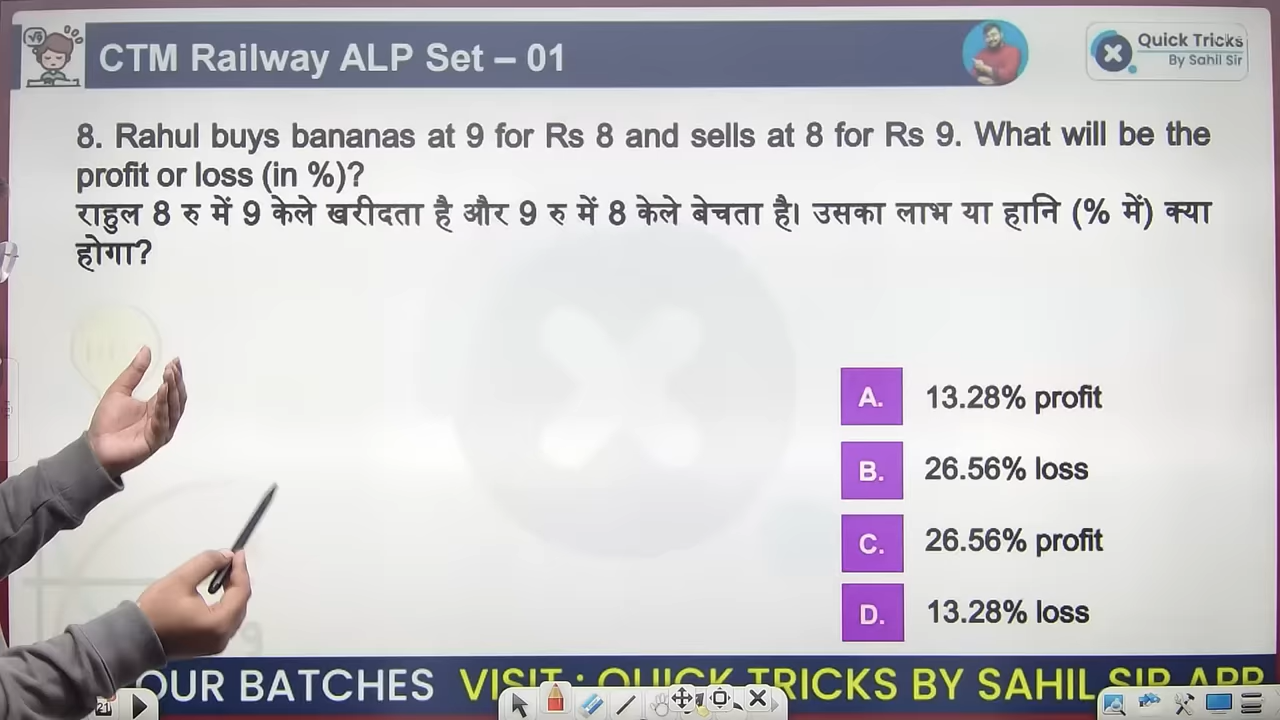 CTM Railway ALP Set – 01
Quick Tricks
By Sahil Sir
8. Rahul buys bananas at 9 for Rs 8 and sells at 8 for Rs 9. What will be the
profit or loss (in %)?
राहुल 8 रु में 9 केले खरीदता है और 9 रु में 8 केले बेचता है। उसका लाभ या हानि (% में) क्या
होगा?
A. 13.28% profit
B. 26.56% loss
C. 26.56% profit
D. 13.28% loss
OUR BATCHES VISIT : QUICK TRICKS BY SAHIL SIR APP
21